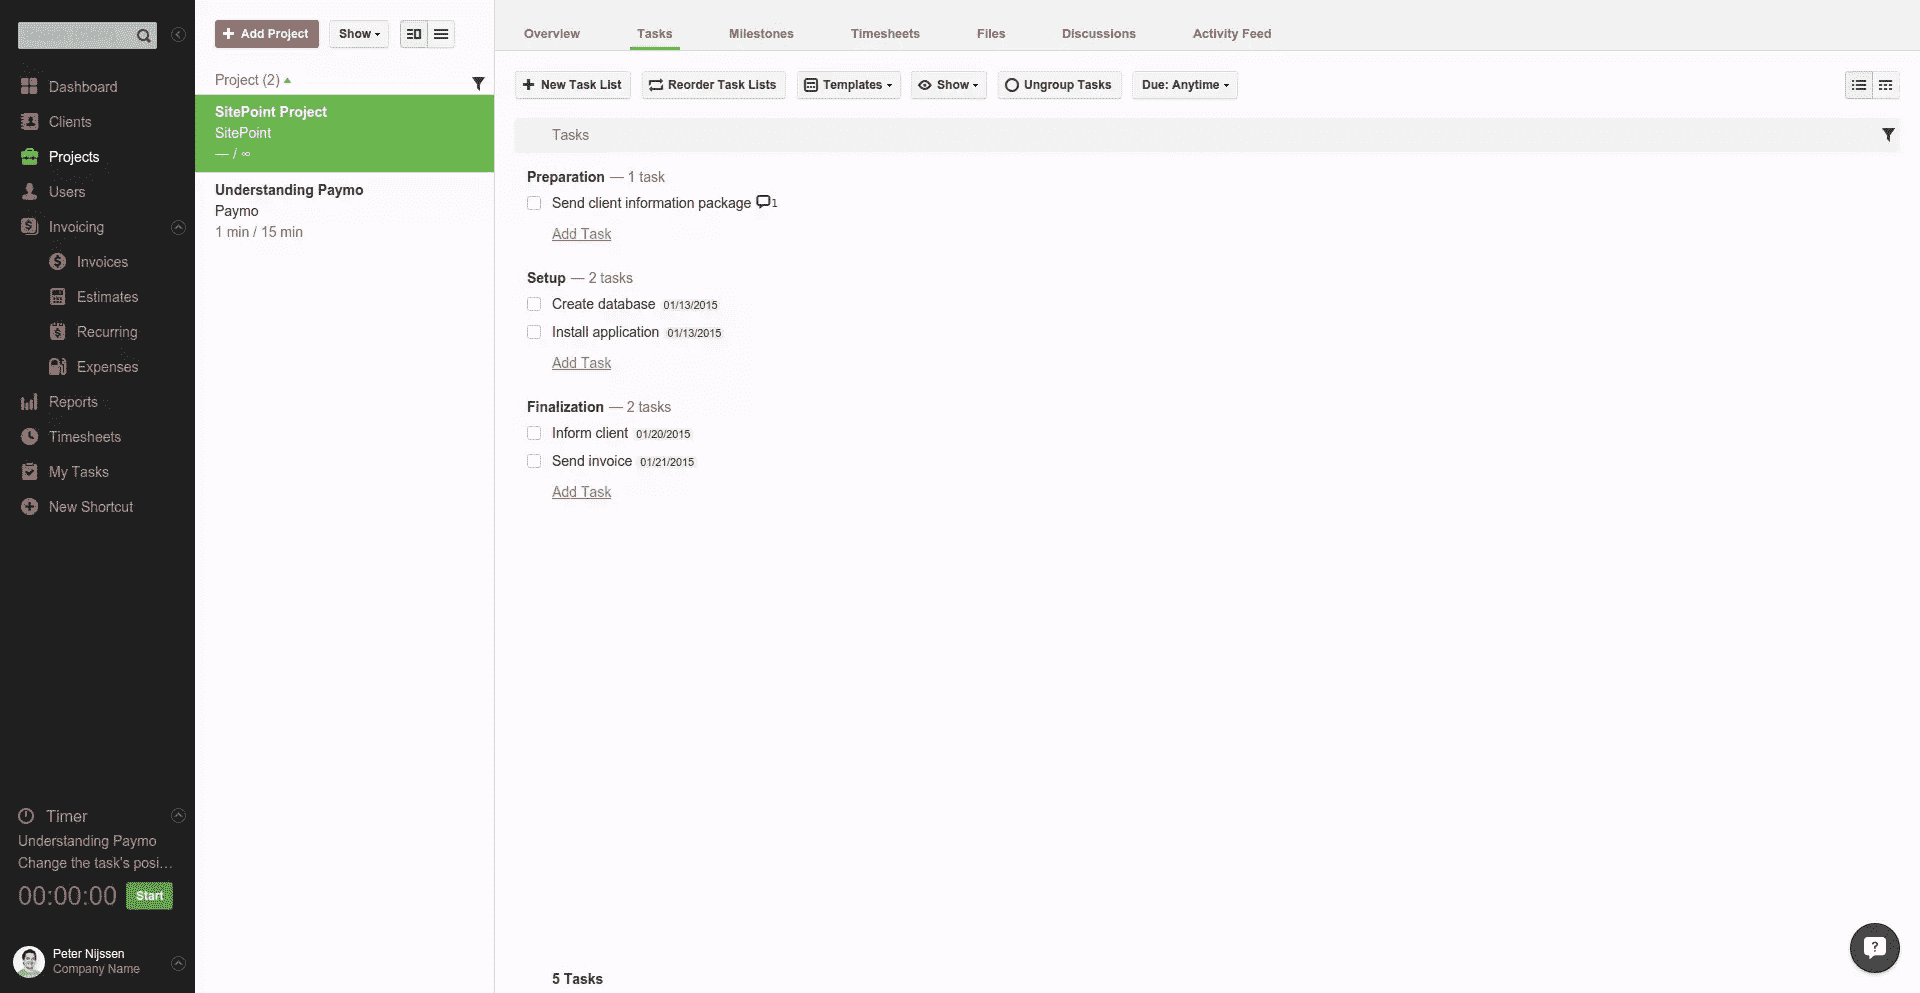 Dashboard
Clients
Projects
Users
Invoicing
Invoices
Estimates
Recurring
Expenses
Reports
Timesheets
My Tasks
New Shortcut
Timer
Understanding Paymo
Change the task's posi...
00:00:00 Start
Peter Nijssen
Company Name
+ Add Project Show
Project (2)
SitePoint Project
SitePoint
— / ∞
Understanding Paymo
Paymo
1 min / 15 min
Overview Tasks Milestones Timesheets Files Discussions Activity Feed
+ New Task List Reorder Task Lists Templates Show Ungroup Tasks Due: Anytime
Tasks
Preparation — 1 task
Send client information package 1
Add Task
Setup — 2 tasks
Create database 01/13/2015
Install application 01/13/2015
Add Task
Finalization — 2 tasks
Inform client 01/20/2015
Send invoice 01/21/2015
Add Task
5 Tasks
?